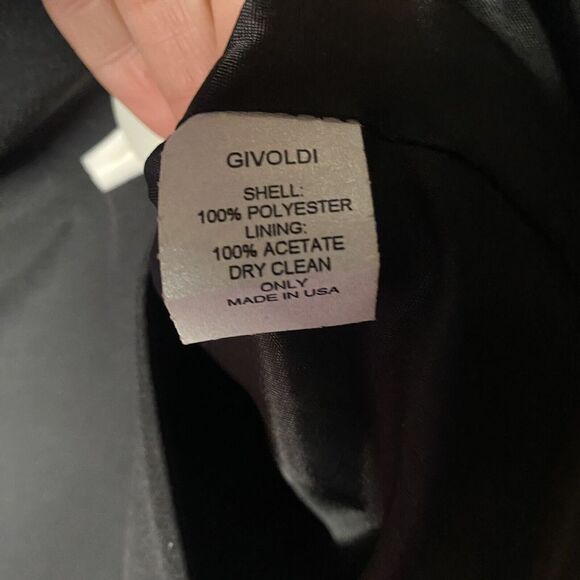 GIVOLDI
SHELL:
100% POLYESTER
LINING:
100% ACETATE
DRY CLEAN
ONLY
MADE IN USA